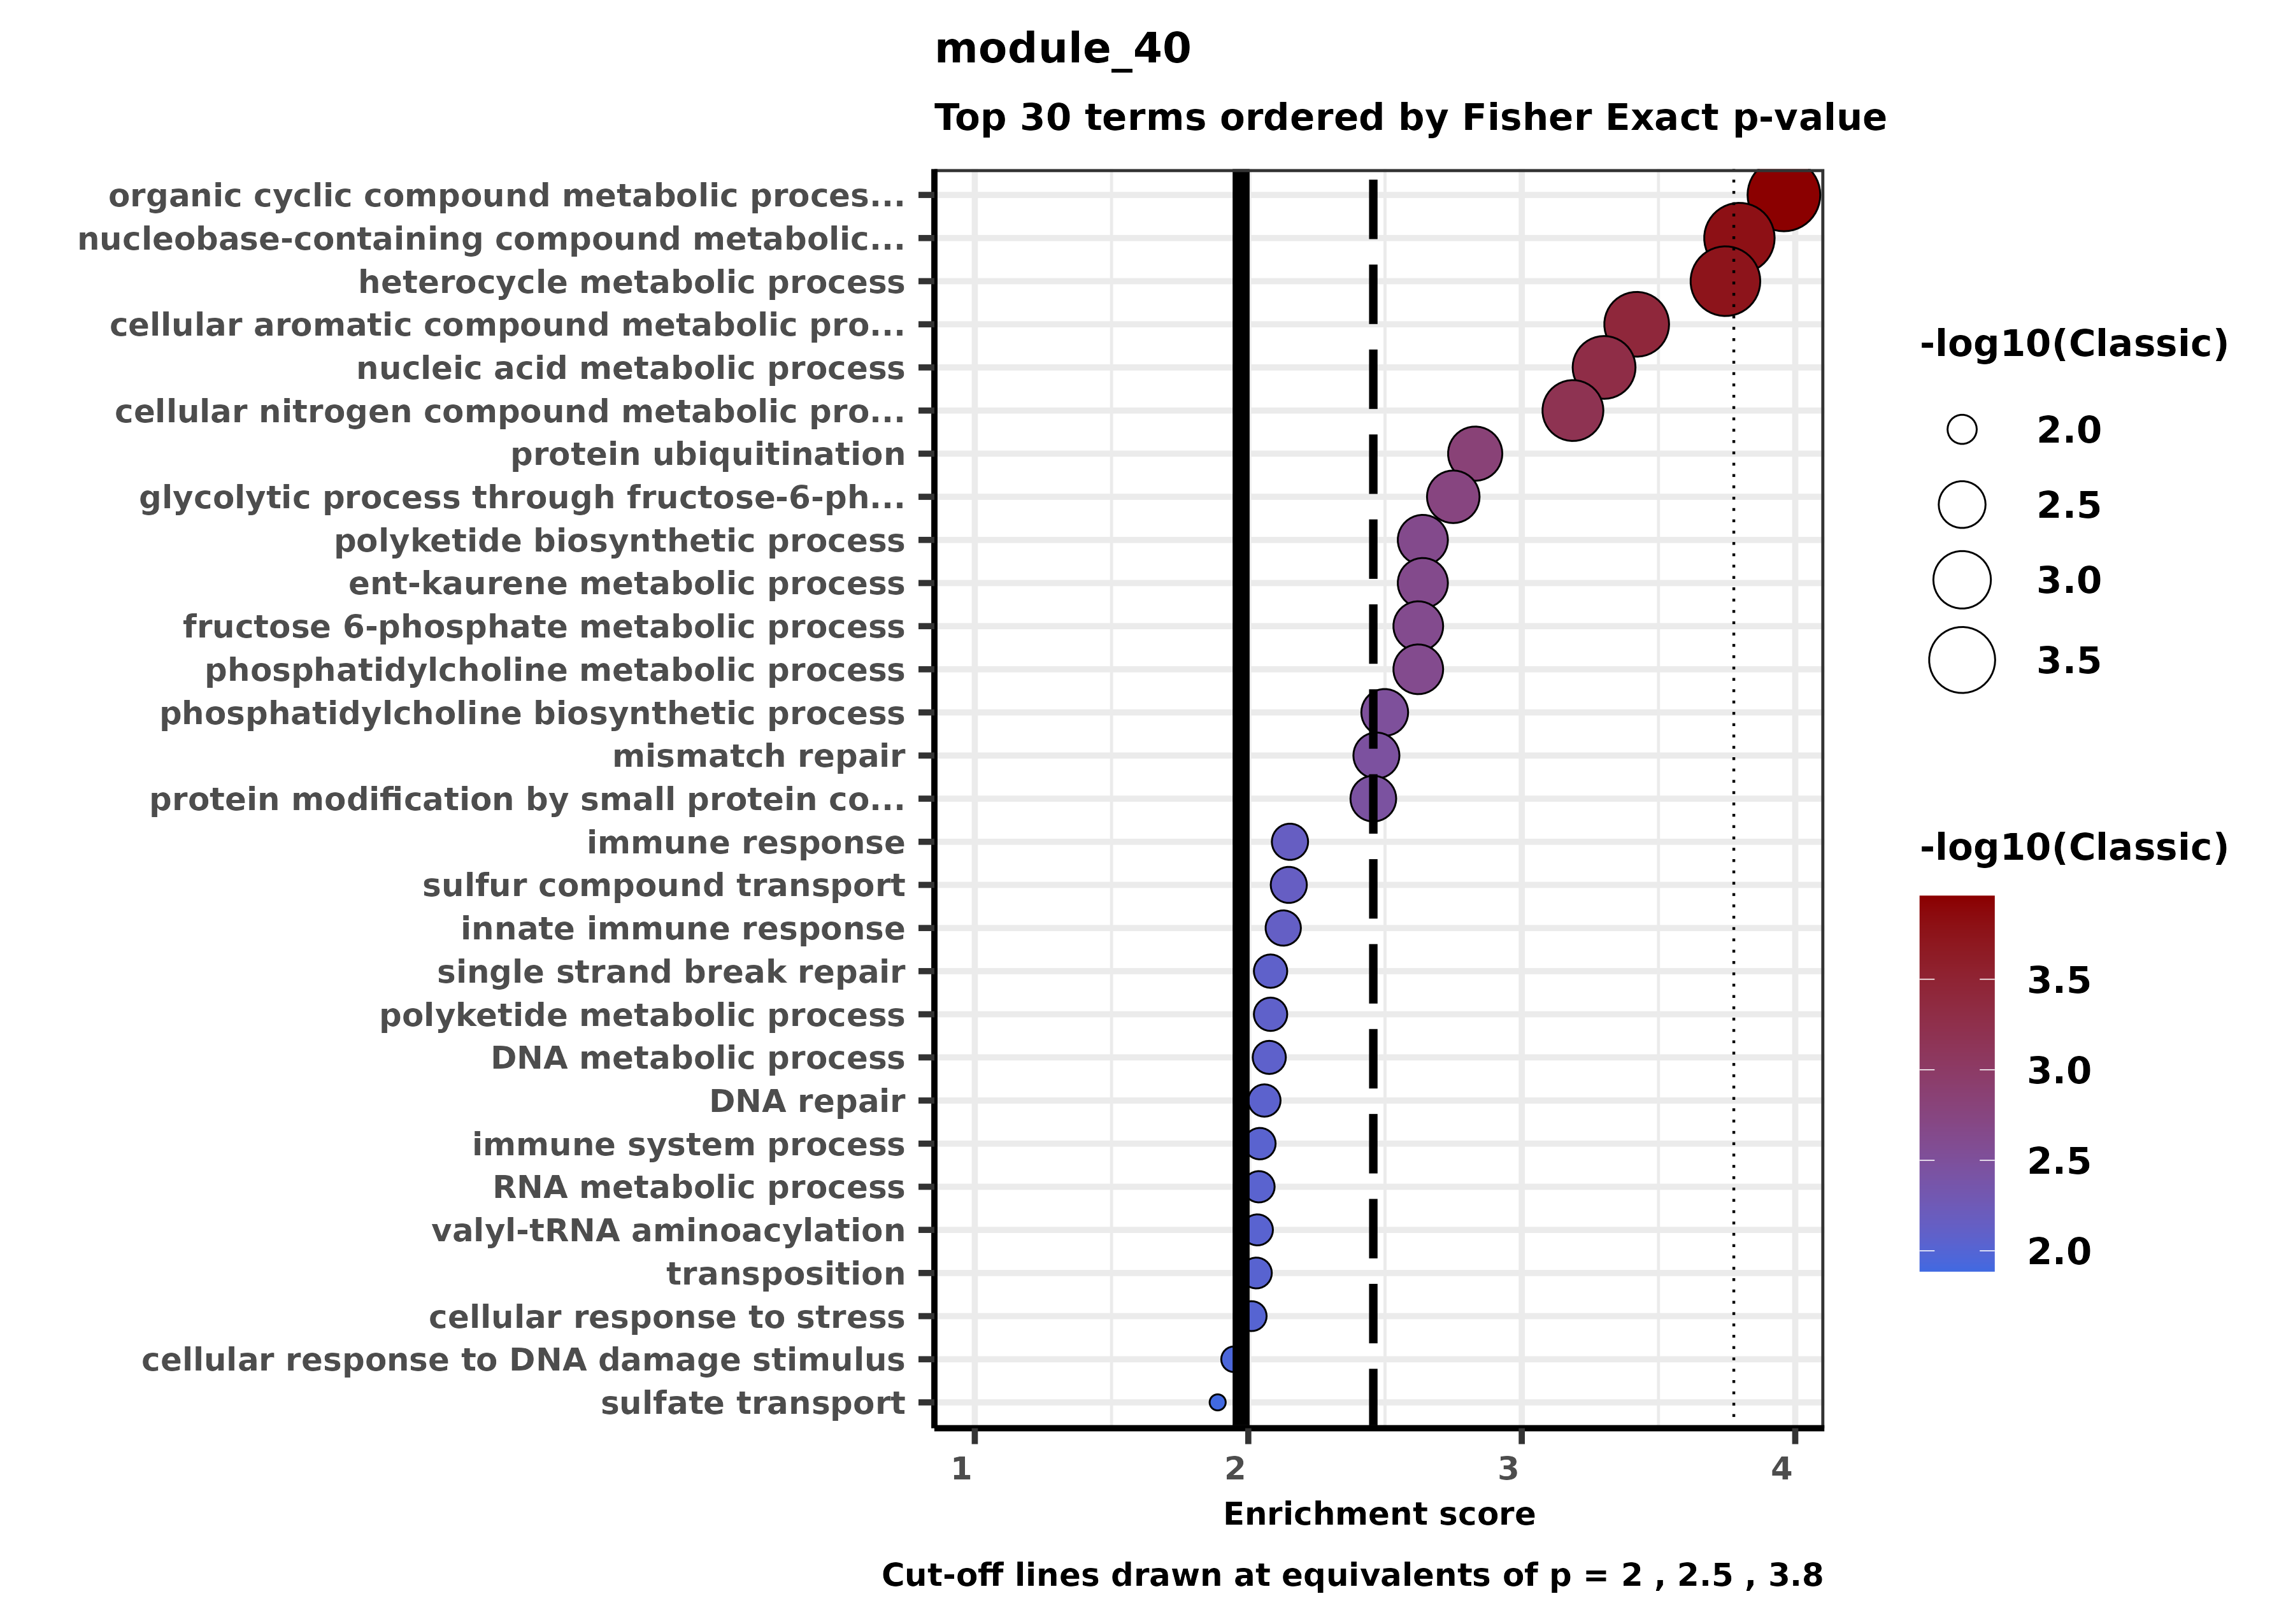 module_40
Top 30 terms ordered by Fisher Exact p-value
organic cyclic compound metabolic proces...
nucleobase-containing compound metabolic...
heterocycle metabolic process
cellular aromatic compound metabolic pro...
nucleic acid metabolic process
cellular nitrogen compound metabolic pro...
protein ubiquitination
glycolytic process through fructose-6-ph...
polyketide biosynthetic process
ent-kaurene metabolic process
fructose 6-phosphate metabolic process
phosphatidylcholine metabolic process
phosphatidylcholine biosynthetic process
mismatch repair
protein modification by small protein co...
immune response
sulfur compound transport
innate immune response
single strand break repair
polyketide metabolic process
DNA metabolic process
DNA repair
immune system process
RNA metabolic process
valyl-tRNA aminoacylation
transposition
cellular response to stress
cellular response to DNA damage stimulus
sulfate transport
1 2 3 4
Enrichment score
Cut-off lines drawn at equivalents of p = 2 , 2.5 , 3.8
-log10(Classic)
2.0
2.5
3.0
3.5
-log10(Classic)
3.5
3.0
2.5
2.0